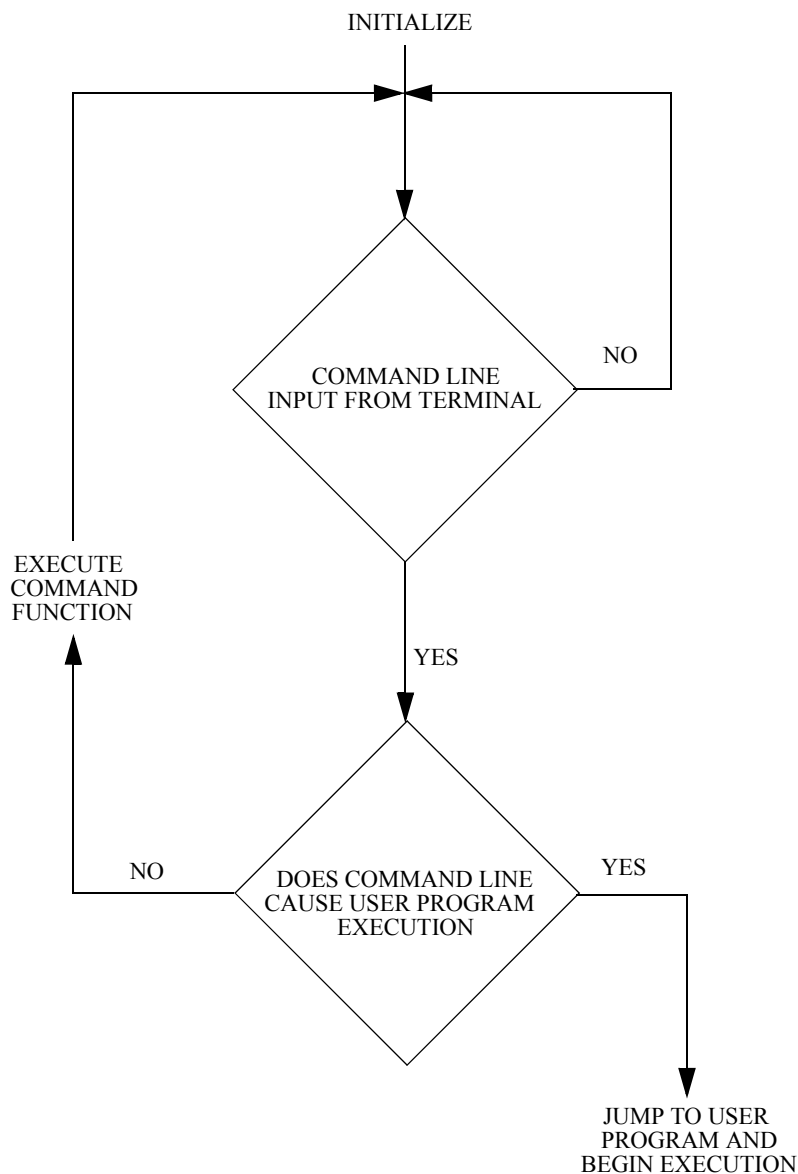 INITIALIZE
COMMAND LINE
INPUT FROM TERMINAL
NO
EXECUTE
COMMAND
FUNCTION
YES
NO
DOES COMMAND LINE
CAUSE USER PROGRAM
EXECUTION
YES
JUMP TO USER
PROGRAM AND
BEGIN EXECUTION